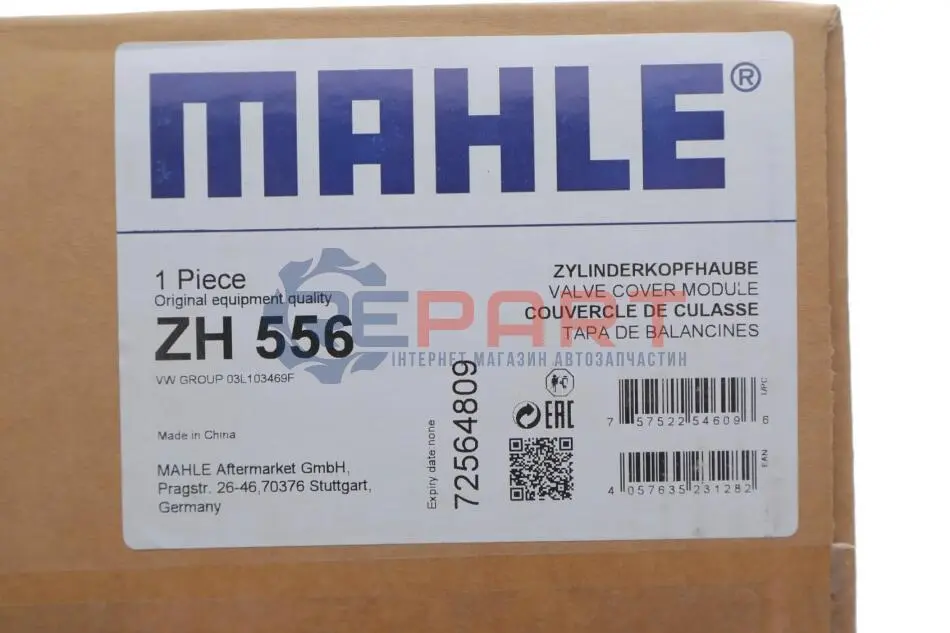 MAHLE®
1 Piece
Original equipment quality
ZH 556
VW GROUP 03L103469F
Made in China
MAHLE Aftermarket GmbH,
Pragstr. 26-46,70376 Stuttgart,
Germany
ZYLINDERKOPFHAUBE
VALVE COVER MODULE
COUVERCLE DE CULASSE
TAPA DE BALANCINES
DEPART
ІНТЕРНЕТ МАГАЗИН АВТОЗАПЧАСТИН
Expiry date:none
72564809
EAC
7 57522 54609 6
UPC
4 057635 231282
EAN